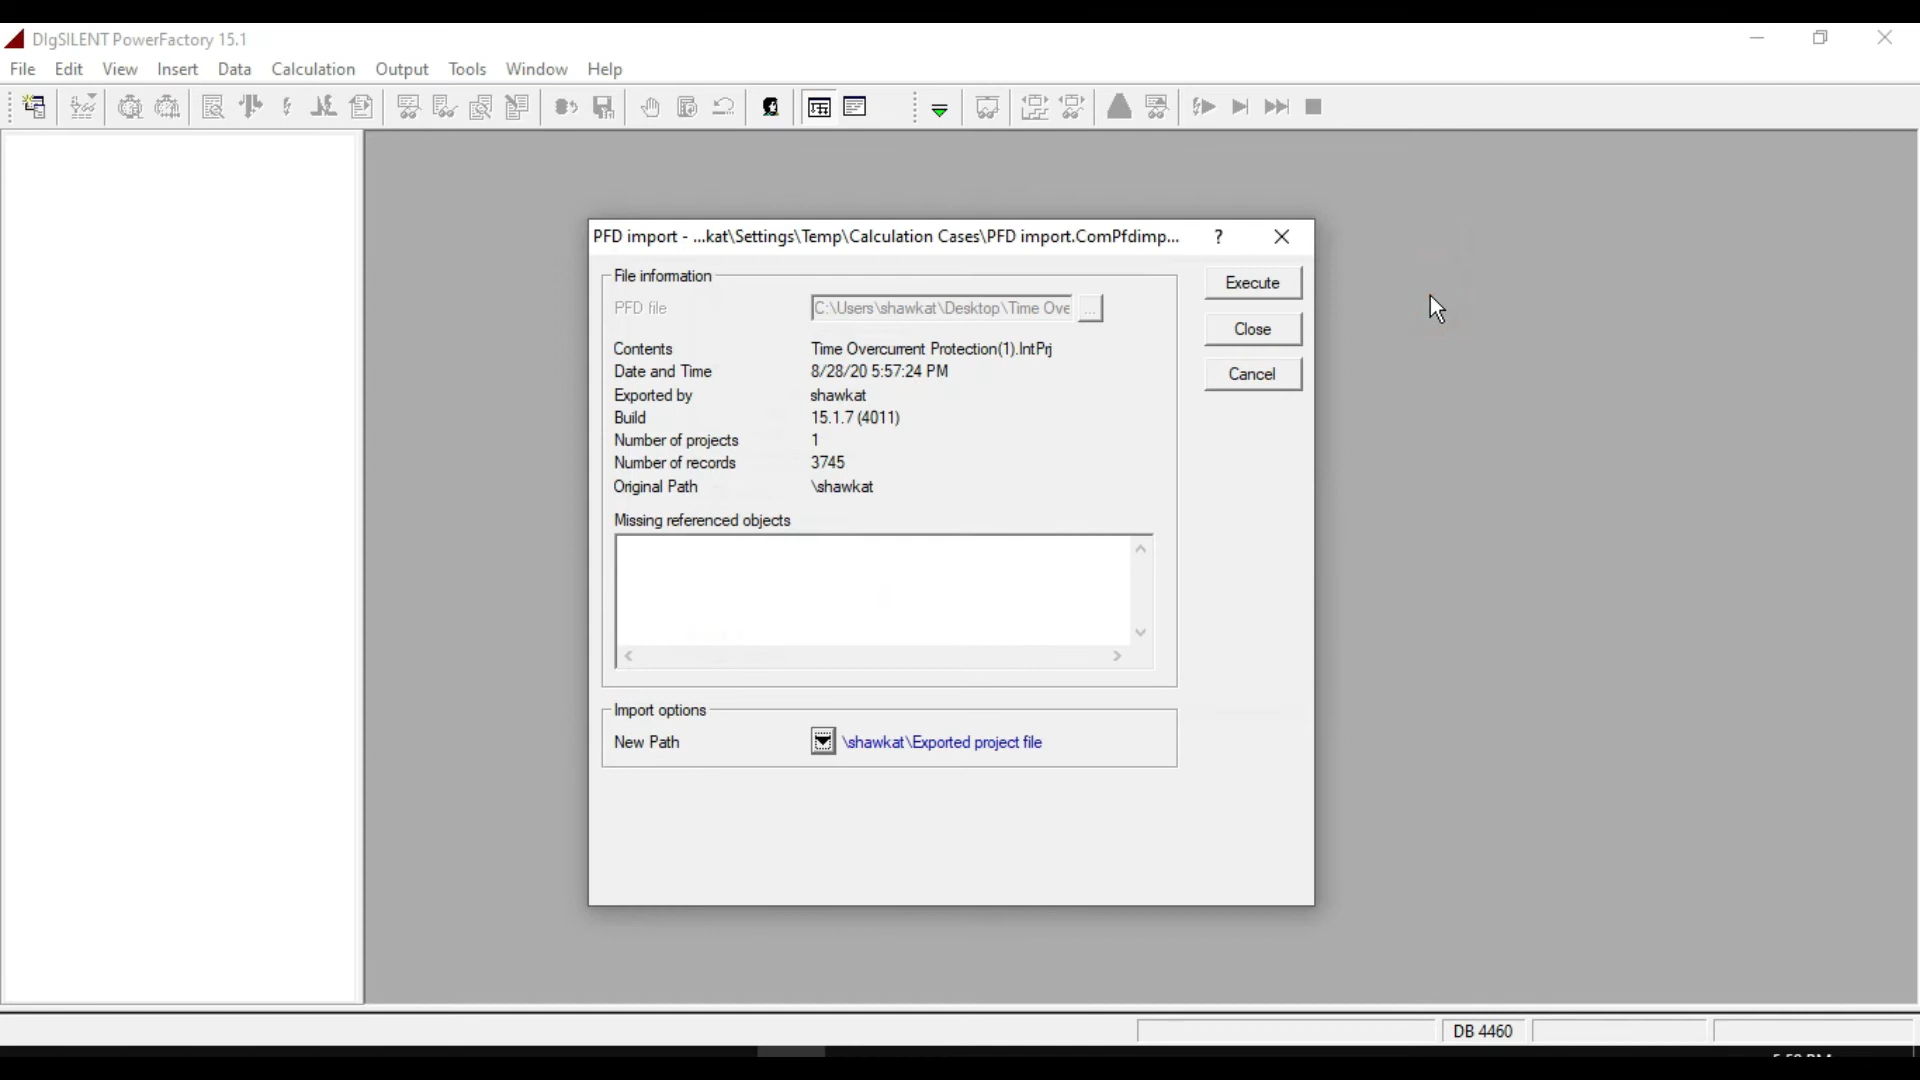 DIgSILENT PowerFactory 15.1
File Edit View Insert Data Calculation Output Tools Window Help
PFD import - ...kat\Settings\Temp\Calculation Cases\PFD import.ComPfdimp... ?
File information
Execute
PFD file C:\Users\shawkat\Desktop\Time Ove ...
Close
Contents Time Overcurrent Protection(1).IntPrj
Date and Time 8/28/20 5:57:24 PM
Cancel
Exported by shawkat
Build 15.1.7 (4011)
Number of projects 1
Number of records 3745
Original Path \shawkat
Missing referenced objects
Import options
New Path \shawkat\Exported project file
DB 4460